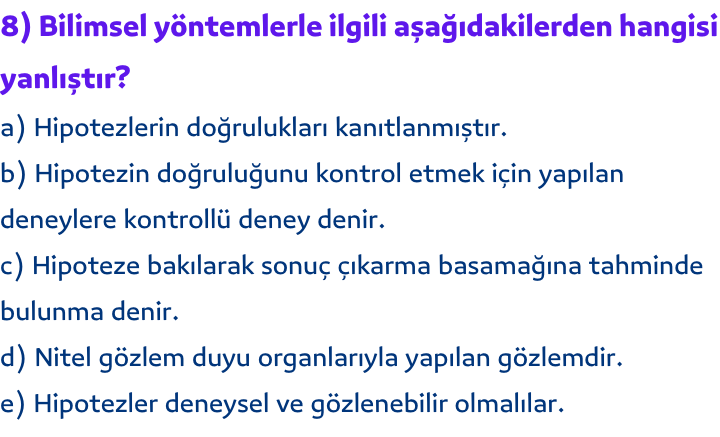 8) Bilimsel yöntemlerle ilgili aşağıdakilerden hangisi
yanlıştır?
a) Hipotezlerin doğrulukları kanıtlanmıştır.
b) Hipotezin doğruluğunu kontrol etmek için yapılan
deneylere kontrollü deney denir.
c) Hipoteze bakılarak sonuç çıkarma basamağına tahminde
bulunma denir.
d) Nitel gözlem duyu organlarıyla yapılan gözlemdir.
e) Hipotezler deneysel ve gözlenebilir olmalılar.